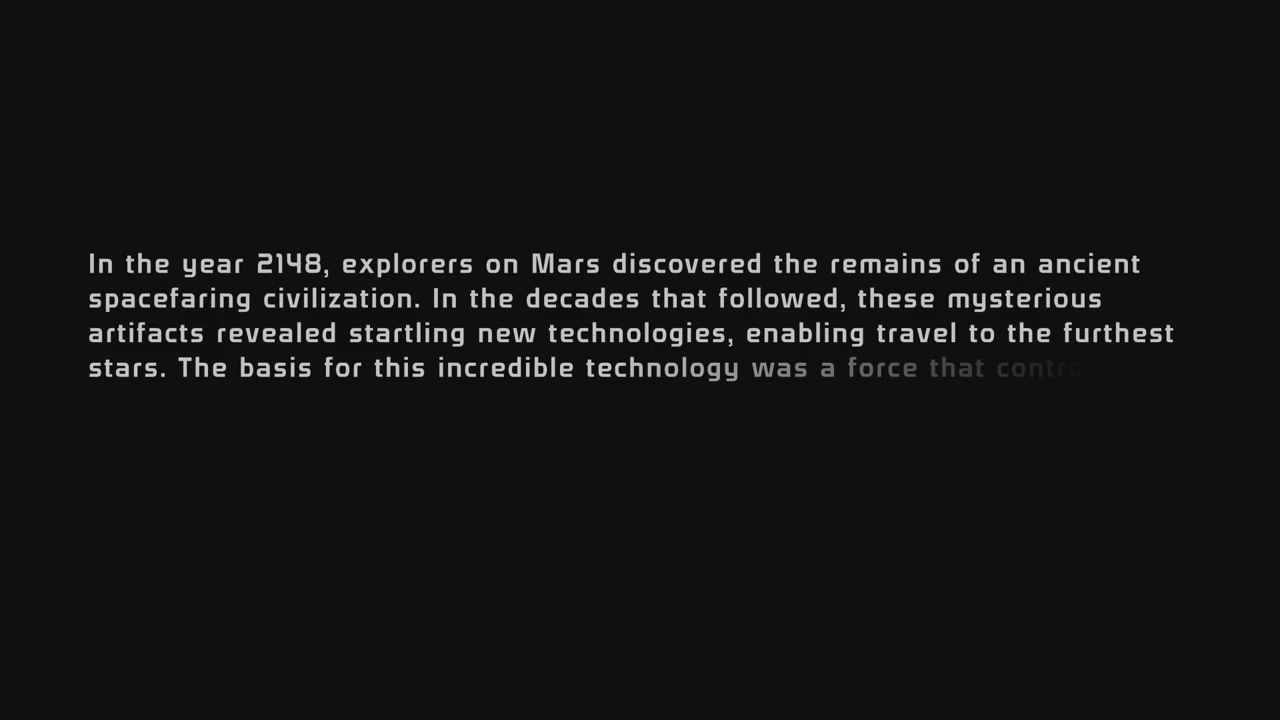 In the year 2148, explorers on Mars discovered the remains of an ancient
spacefaring civilization. In the decades that followed, these mysterious
artifacts revealed startling new technologies, enabling travel to the furthest
stars. The basis for this incredible technology was a force that contro